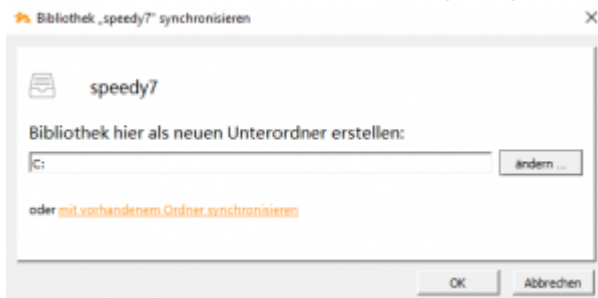 Bibliothek „speedy7" synchronisieren
speedy7
Bibliothek hier als neuen Unterordner erstellen:
C:
ändern ...
oder mit vorhandenem Ordner synchronisieren
OK
Abbrechen